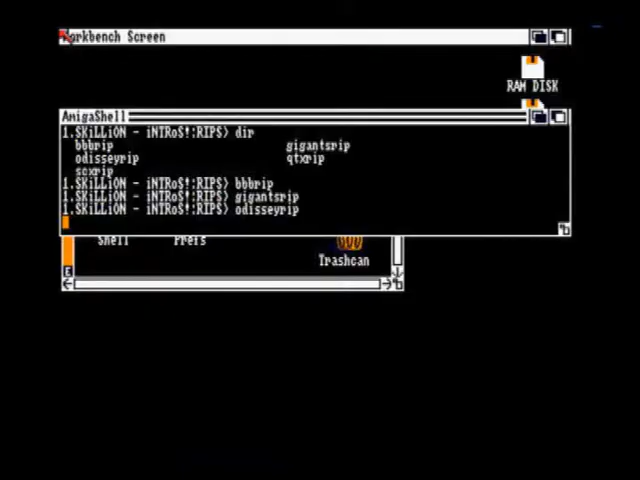 Workbench Screen
RAM DISK
AmigaShell
1.SKiLLiON - iNTRoS!:RIPS> dir
bbbrip gigantsrip
odisseyrip qtxrip
scxrip
1.SKiLLiON - iNTRoS!:RIPS> bbbrip
1.SKiLLiON - iNTRoS!:RIPS> gigantsrip
1.SKiLLiON - iNTRoS!:RIPS> odisseyrip
Shell Prefs
Trashcan